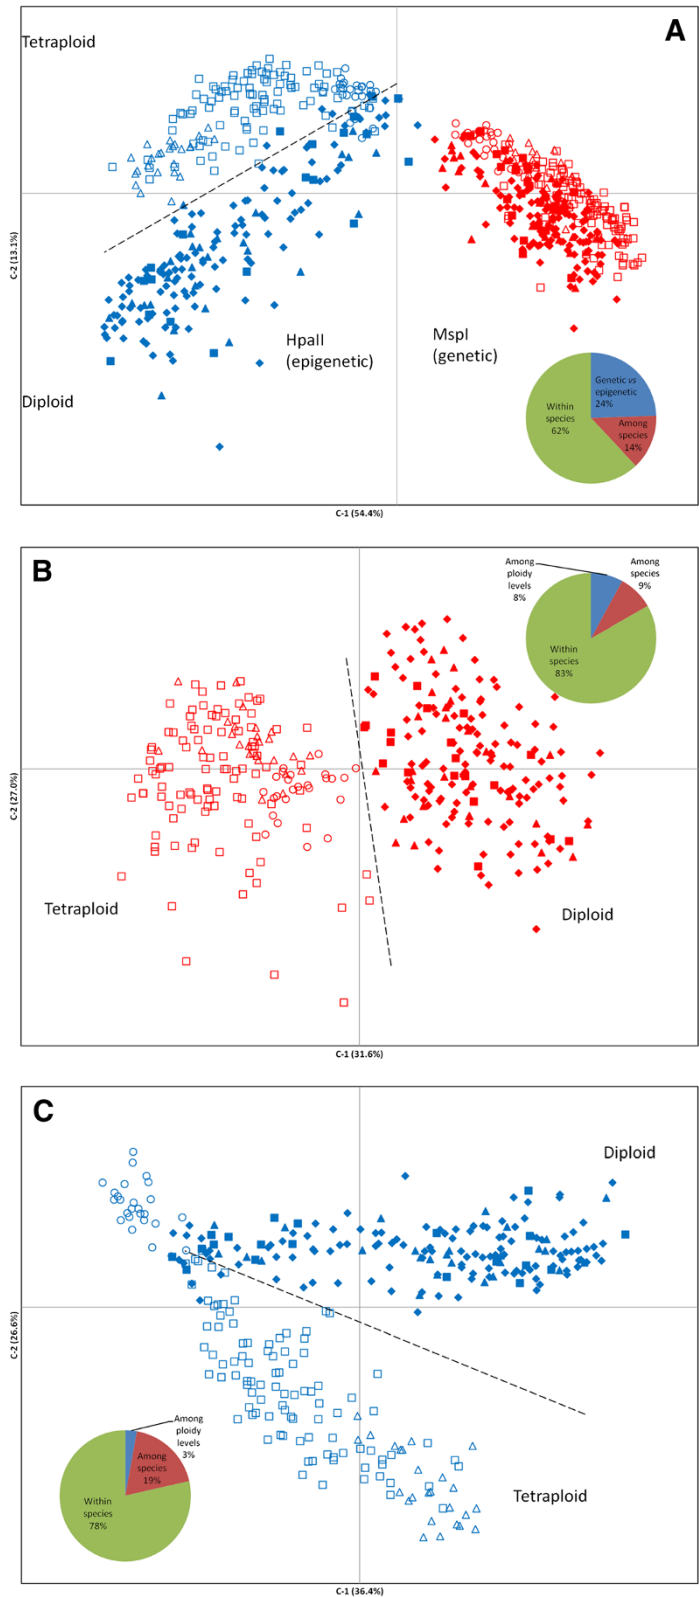 A
Tetraploid
C-2 (13.1%)
HpaII
(epigenetic)
MspI
(genetic)
Diploid
Genetic vs
epigenetic
24%
Within
species
62%
Among
species
14%
C-1 (54.4%)
B
Among
ploidy
levels
8%
Among
species
9%
Within
species
83%
C-2 (27.0%)
Tetraploid
Diploid
C-1 (31.6%)
C
Diploid
C-2 (26.6%)
Among
ploidy
levels
3%
Among
species
19%
Within
species
78%
Tetraploid
C-1 (36.4%)